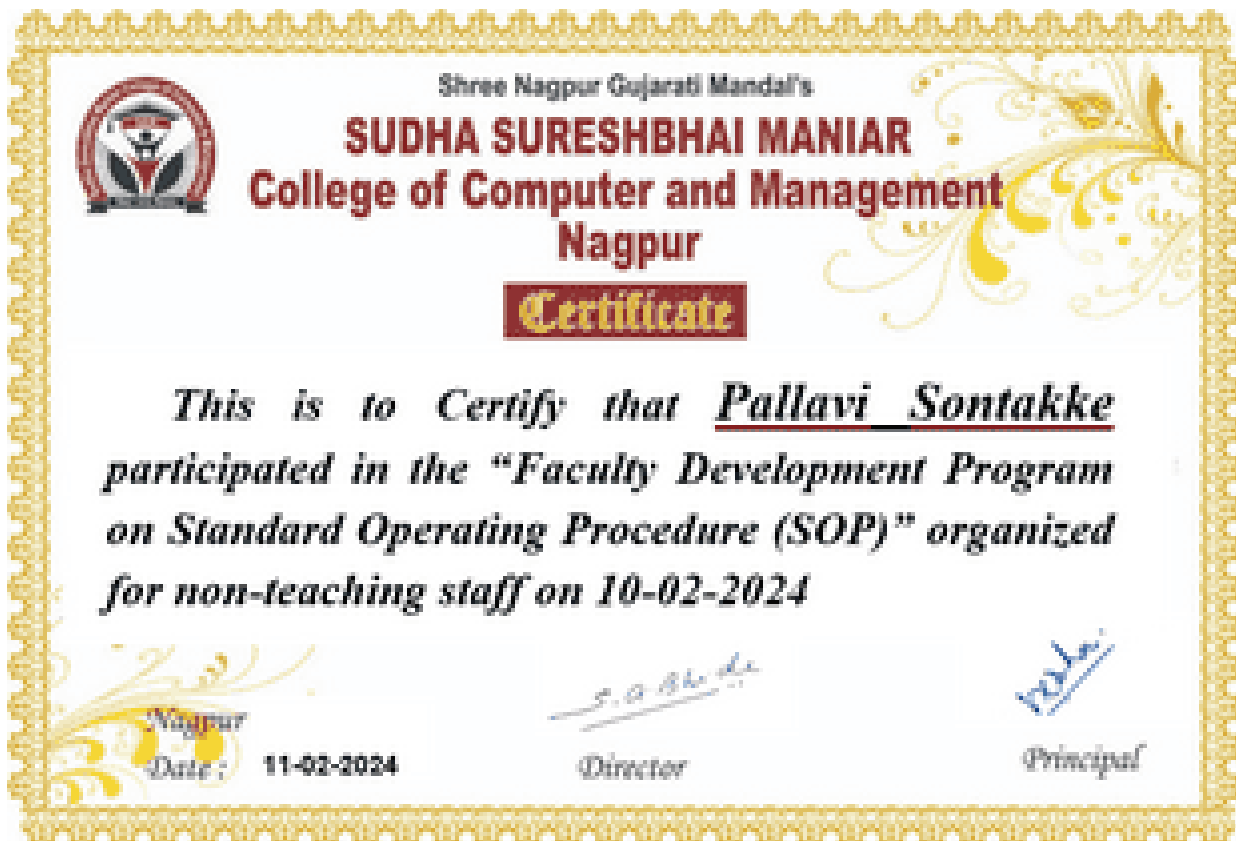 Shree Nagpur Gujarati Mandal's
SUDHA SURESHBHAI MANIAR
College of Computer and Management
Nagpur
Certificate
This is to Certify that Pallavi Sontakke
participated in the “Faculty Development Program
on Standard Operating Procedure (SOP)” organized
for non-teaching staff on 10-02-2024
Nagpur
Date : 11-02-2024
Director
Principal